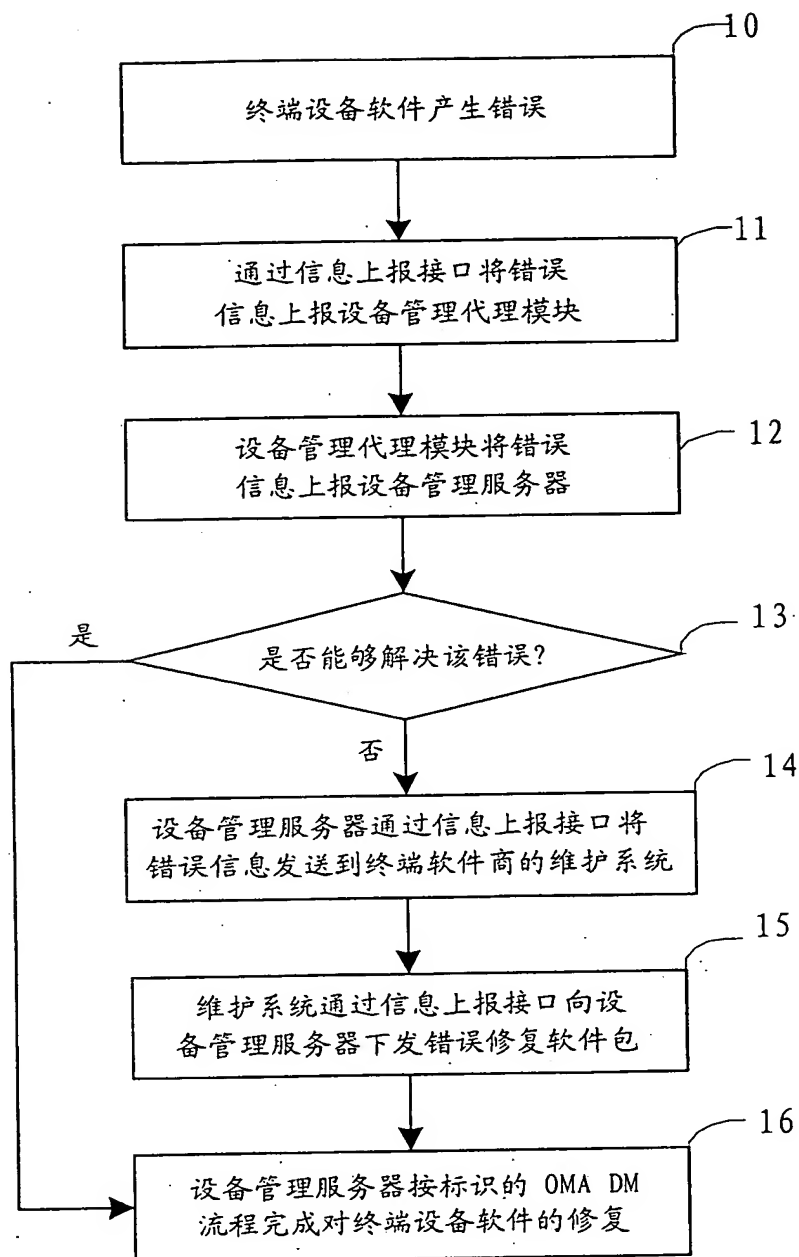 10
终端设备软件产生错误
11
通过信息上报接口将错误
信息上报设备管理代理模块
12
设备管理代理模块将错误
信息上报设备管理服务器
13
是
是否能够解决该错误?
否
14
设备管理服务器通过信息上报接口将
错误信息发送到终端软件商的维护系统
15
维护系统通过信息上报接口向设
备管理服务器下发错误修复软件包
16
设备管理服务器按标识的 OMA DM
流程完成对终端设备软件的修复